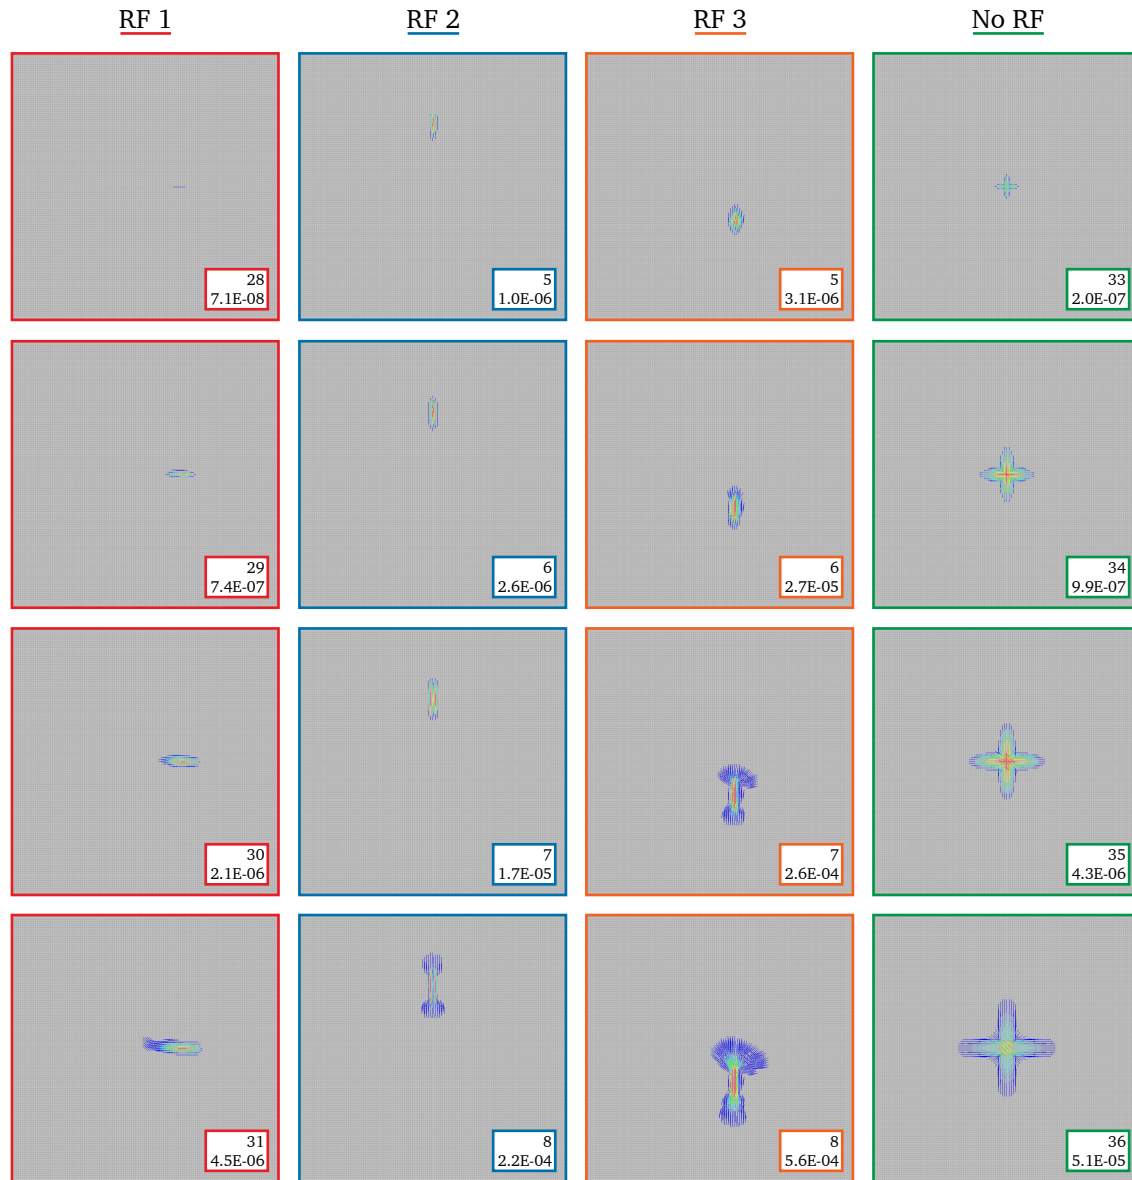 RF 1 RF 2 RF 3 No RF
28 5 5 33
7.1E-08 1.0E-06 3.1E-06 2.0E-07
29 6 6 34
7.4E-07 2.6E-06 2.7E-05 9.9E-07
30 7 7 35
2.1E-06 1.7E-05 2.6E-04 4.3E-06
31 8 8 36
4.5E-06 2.2E-04 5.6E-04 5.1E-05